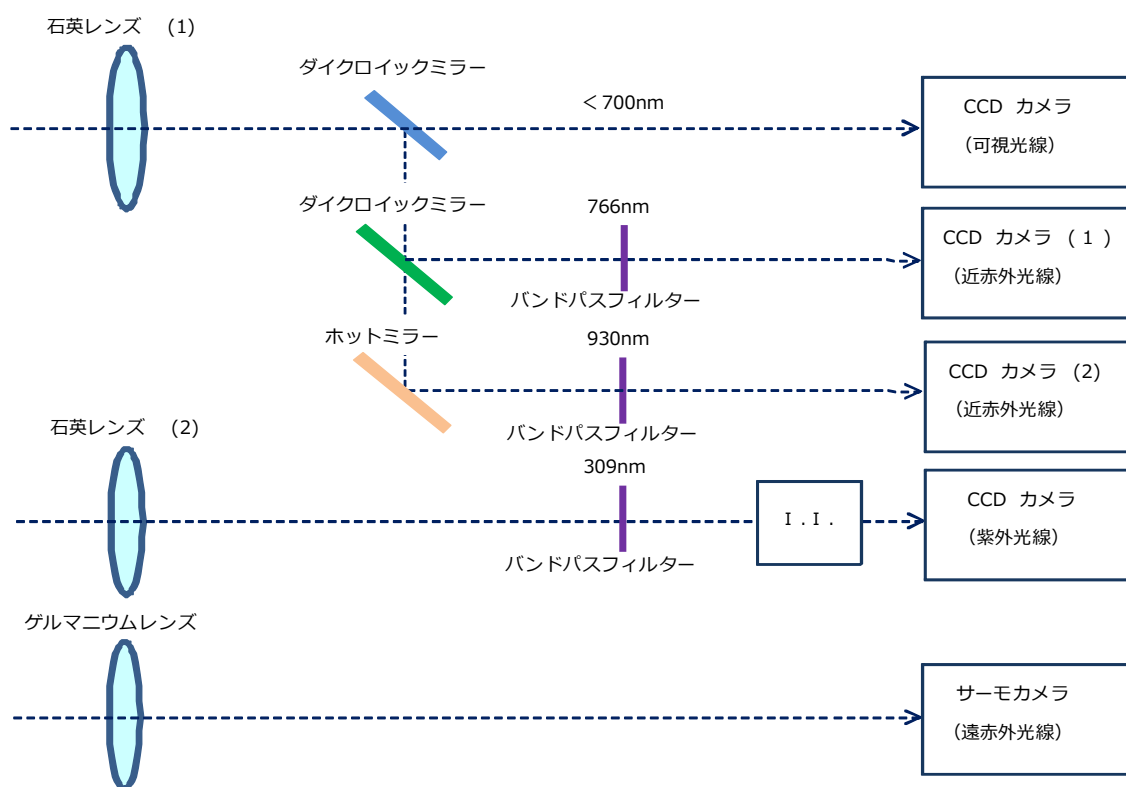 石英レンズ (1)
ダイクロイックミラー
＜700nm
CCD カメラ
(可視光線)
ダイクロイックミラー
766nm
CCD カメラ (1)
(近赤外光線)
バンドパスフィルター
ホットミラー
930nm
CCD カメラ (2)
(近赤外光線)
バンドパスフィルター
石英レンズ (2)
309nm
I.I.
CCD カメラ
(紫外光線)
バンドパスフィルター
ゲルマニウムレンズ
サーモカメラ
(遠赤外光線)